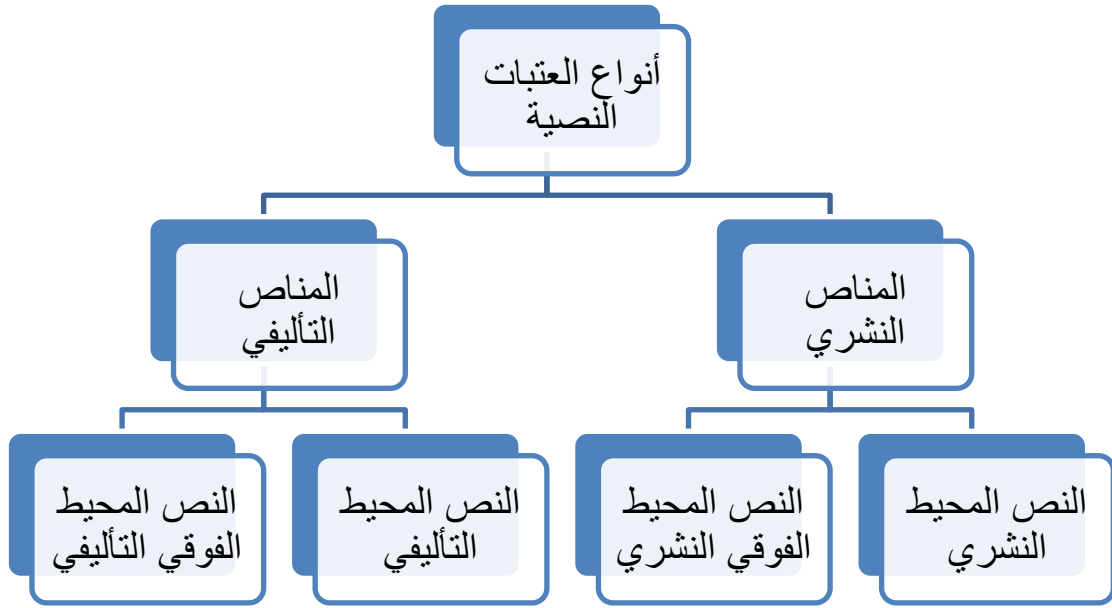 أنواع العتبات
النصية
المناص
النشري
المناص
التأليفي
النص المحيط
النشري
النص المحيط
الفوقي النشري
النص المحيط
التأليفي
النص المحيط
الفوقي التأليفي